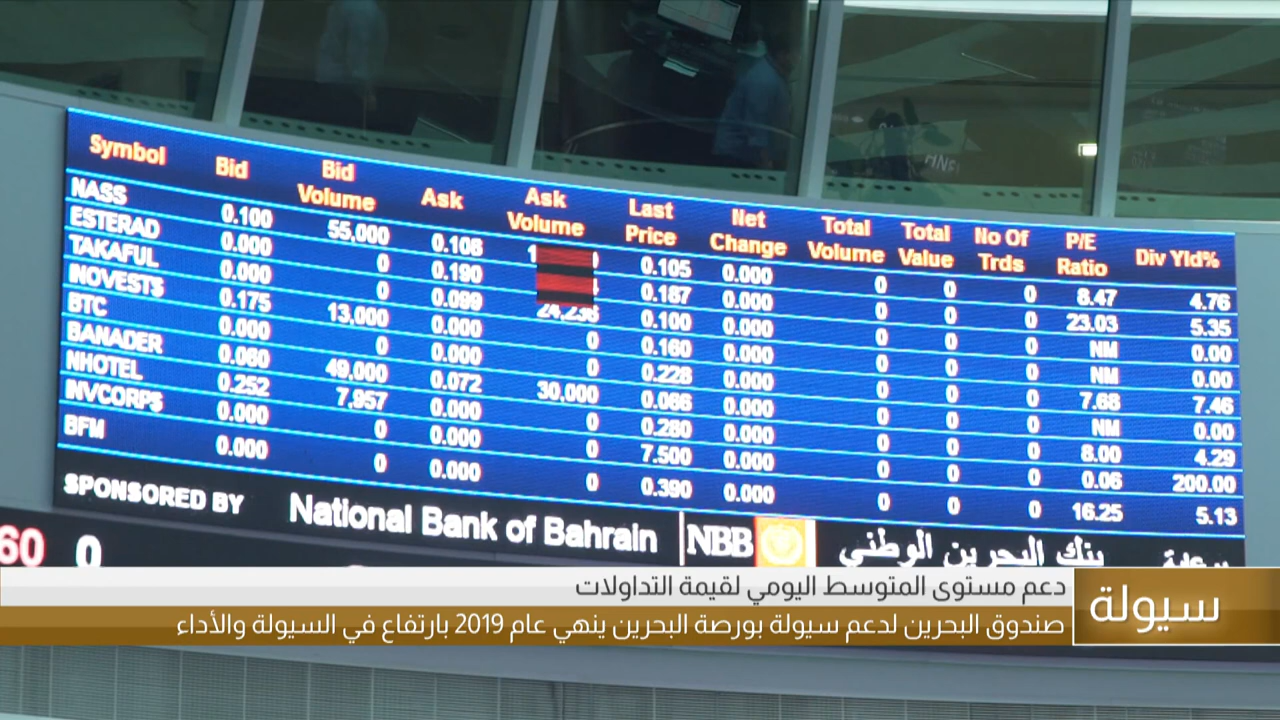 Symbol Bid Bid Volume Ask Ask Volume Last Price Net Change Total Volume Total Value No Of Trds P/E Ratio Div Yld%
NASS 0.100 55,000 0.108 0.105 0.000 0 0 0 8.47 4.76
ESTERAD 0.000 0 0.190 0.187 0.000 0 0 0 23.03 5.35
TAKAFUL 0.000 0 0.099 0.100 0.000 0 0 0 NM 0.00
INOVEST$ 0.175 13,000 0.000 0 0.160 0.000 0 0 0 NM 0.00
BTC 0.000 0 0.000 0 0.228 0.000 0 0 0 7.68 7.46
BANADER 0.060 49,000 0.072 30,000 0.066 0.000 0 0 0 NM 0.00
NHOTEL 0.252 7,957 0.000 0 0.280 0.000 0 0 0 8.00 4.29
INVCORP$ 0.000 0 0.000 0 7.500 0.000 0 0 0 0.06 200.00
BFM 0.000 0 0.000 0 0.390 0.000 0 0 0 16.25 5.13
SPONSORED BY National Bank of Bahrain NBB بنك البحرين الوطني برعاية
60 0
سيولة
دعم مستوى المتوسط اليومي لقيمة التداولات
صندوق البحرين لدعم سيولة بورصة البحرين ينهي عام 2019 بارتفاع في السيولة والأداء